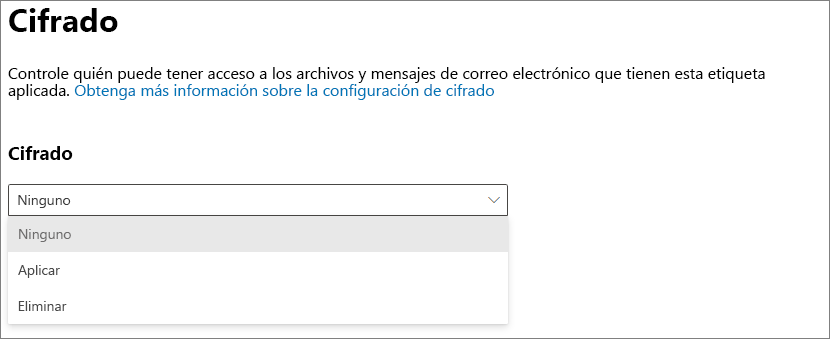 Cifrado
Controle quién puede tener acceso a los archivos y mensajes de correo electrónico que tienen esta etiqueta
aplicada. Obtenga más información sobre la configuración de cifrado
Cifrado
Ninguno
Ninguno
Aplicar
Eliminar